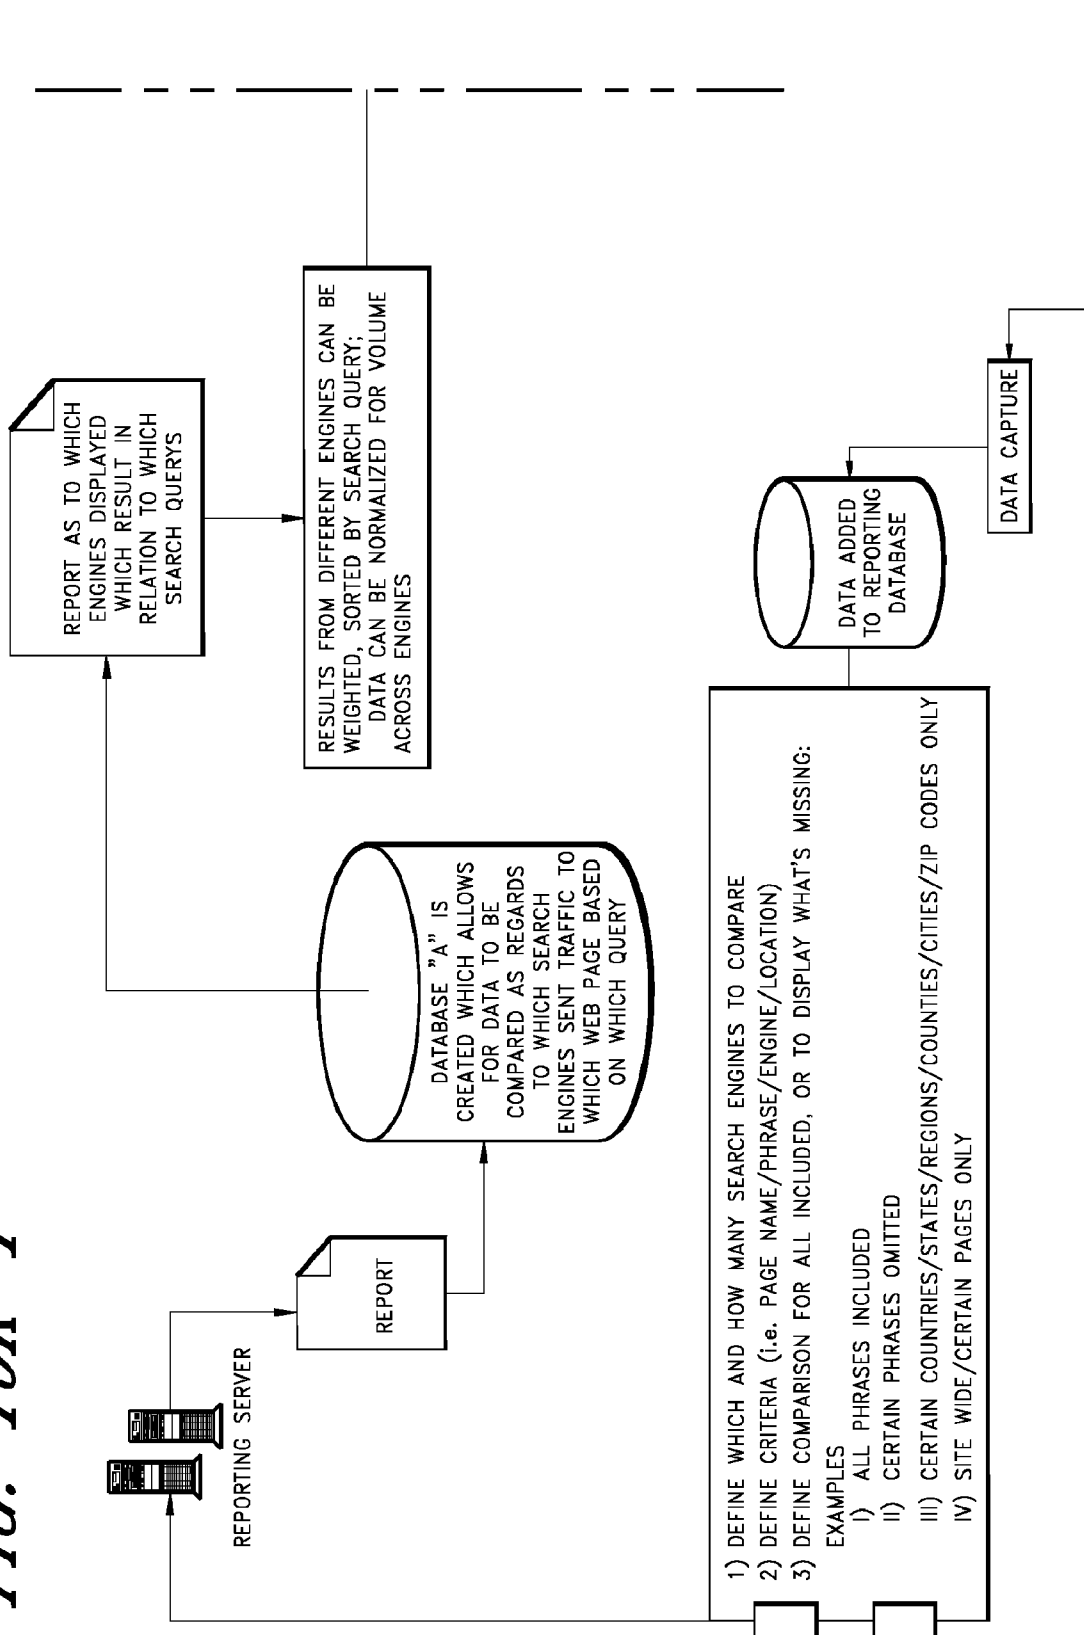 REPORTING SERVER
REPORT
DATABASE "A" IS
CREATED WHICH ALLOWS
FOR DATA TO BE
COMPARED AS REGARDS
TO WHICH SEARCH
ENGINES SENT TRAFFIC TO
WHICH WEB PAGE BASED
ON WHICH QUERY
REPORT AS TO WHICH
ENGINES DISPLAYED
WHICH RESULT IN
RELATION TO WHICH
SEARCH QUERYS
RESULTS FROM DIFFERENT ENGINES CAN BE
WEIGHTED, SORTED BY SEARCH QUERY;
DATA CAN BE NORMALIZED FOR VOLUME
ACROSS ENGINES
1) DEFINE WHICH AND HOW MANY SEARCH ENGINES TO COMPARE
2) DEFINE CRITERIA (i.e. PAGE NAME/PHRASE/ENGINE/LOCATION)
3) DEFINE COMPARISON FOR ALL INCLUDED, OR TO DISPLAY WHAT'S MISSING:
EXAMPLES
I) ALL PHRASES INCLUDED
II) CERTAIN PHRASES OMITTED
III) CERTAIN COUNTRIES/STATES/REGIONS/COUNTIES/CITIES/ZIP CODES ONLY
IV) SITE WIDE/CERTAIN PAGES ONLY
DATA ADDED
TO REPORTING
DATABASE
DATA CAPTURE